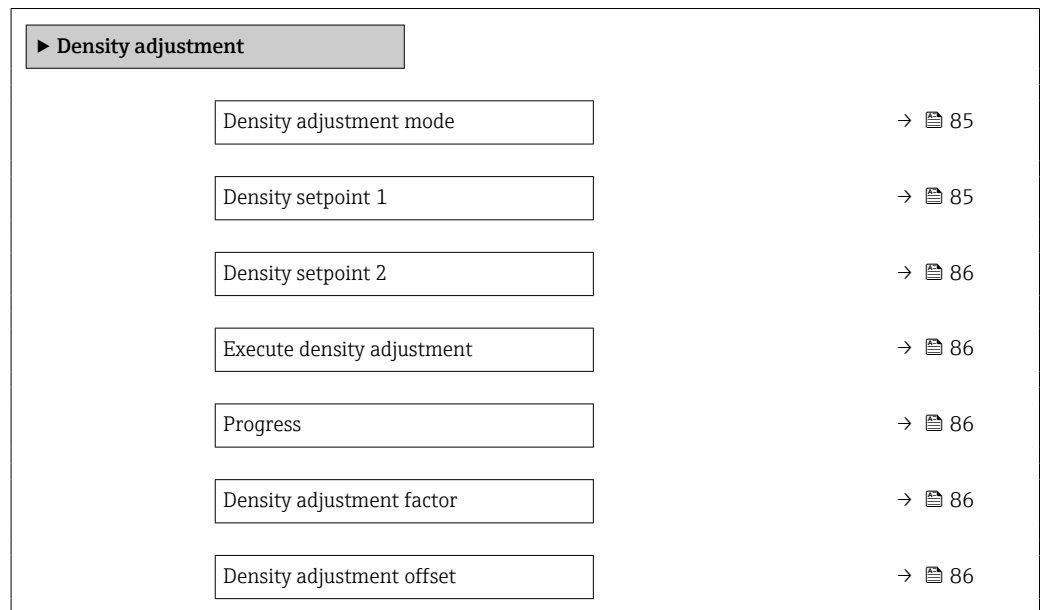 ▶ Density adjustment
Density adjustment mode → 85
Density setpoint 1 → 85
Density setpoint 2 → 86
Execute density adjustment → 86
Progress → 86
Density adjustment factor → 86
Density adjustment offset → 86